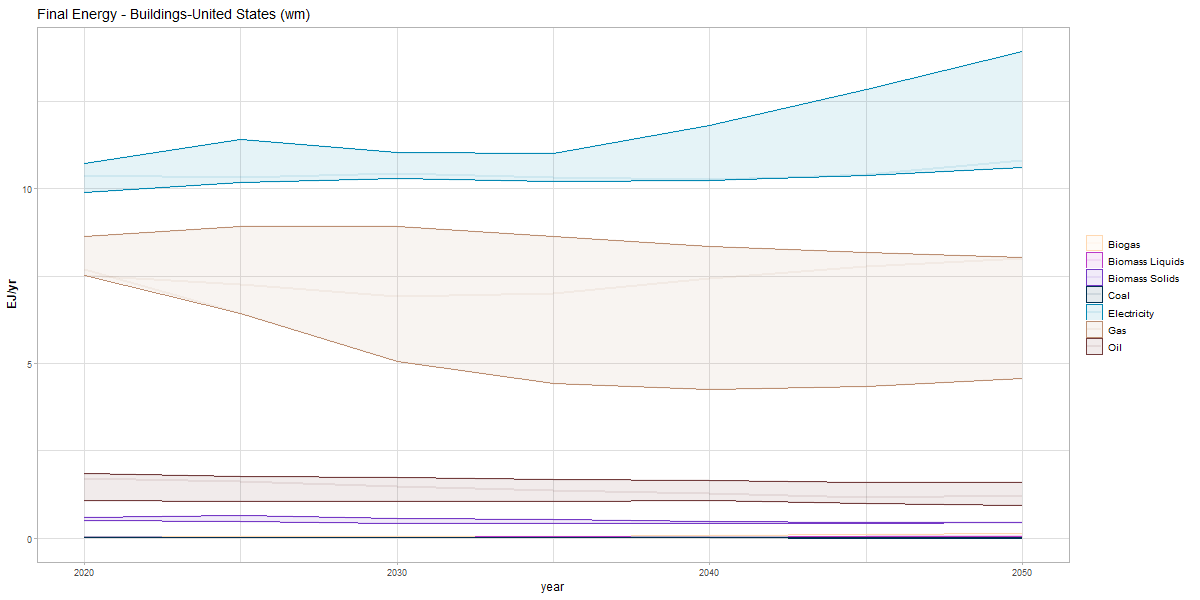 Final Energy - Buildings-United States (wm)
EJ/yr
10
5
0
2020
2030
2040
2050
year
Biogas
Biomass Liquids
Biomass Solids
Coal
Electricity
Gas
Oil